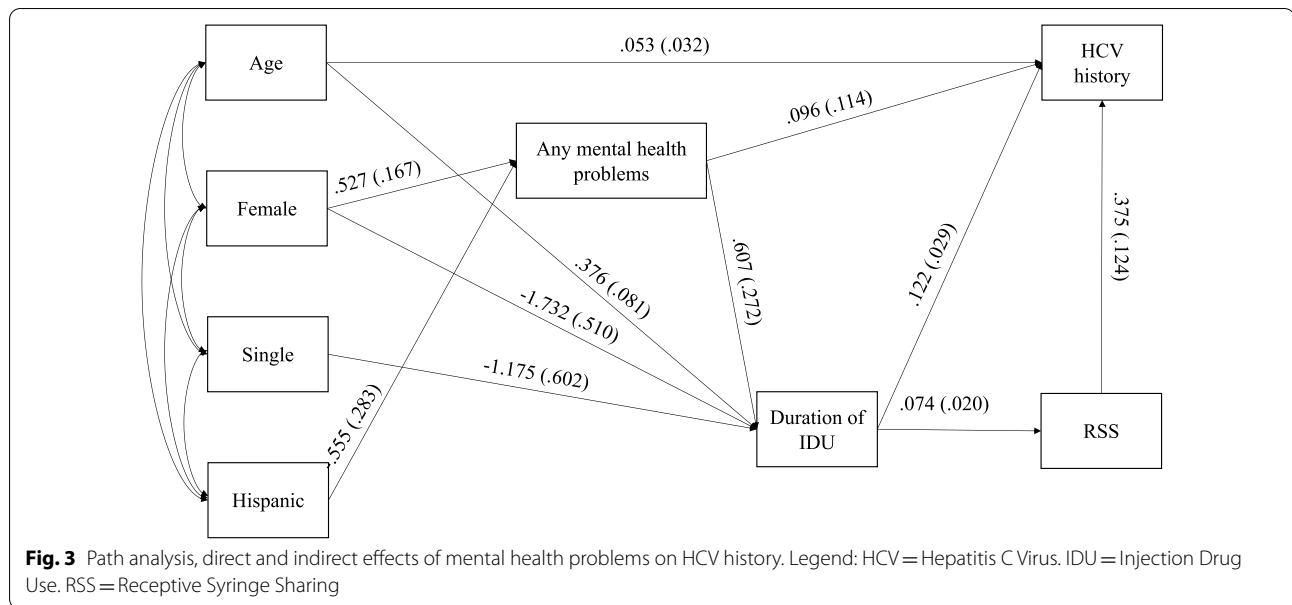 Age
.053 (.032)
HCV
history
.096 (.114)
Any mental health
problems
.527 (.167)
Female
.375 (.124)
.376 (.081)
.607 (.272)
.122 (.029)
-1.732 (.510)
Single
-1.175 (.602)
.555 (.283)
Duration of
IDU
.074 (.020)
RSS
Hispanic
Fig. 3 Path analysis, direct and indirect effects of mental health problems on HCV history. Legend: HCV = Hepatitis C Virus. IDU = Injection Drug
Use. RSS = Receptive Syringe Sharing